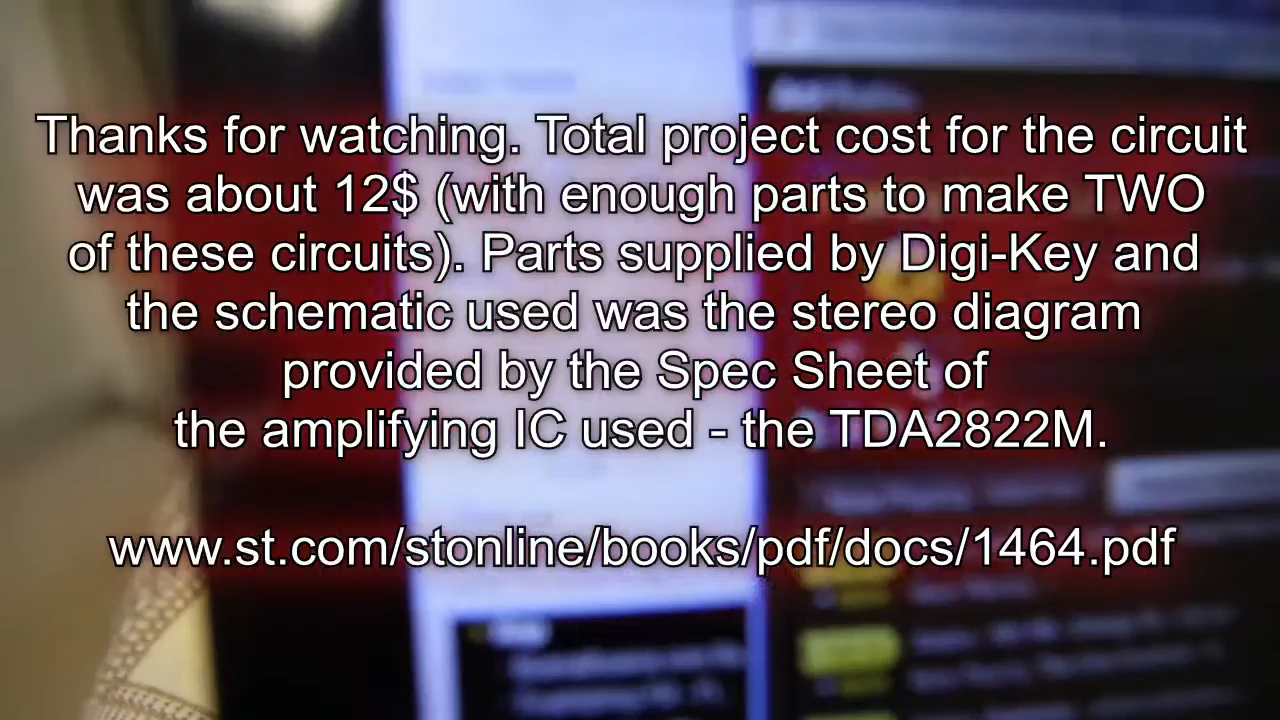 Thanks for watching. Total project cost for the circuit
was about 12$ (with enough parts to make TWO
of these circuits). Parts supplied by Digi-Key and
the schematic used was the stereo diagram
provided by the Spec Sheet of
the amplifying IC used - the TDA2822M.
www.st.com/stonline/books/pdf/docs/1464.pdf